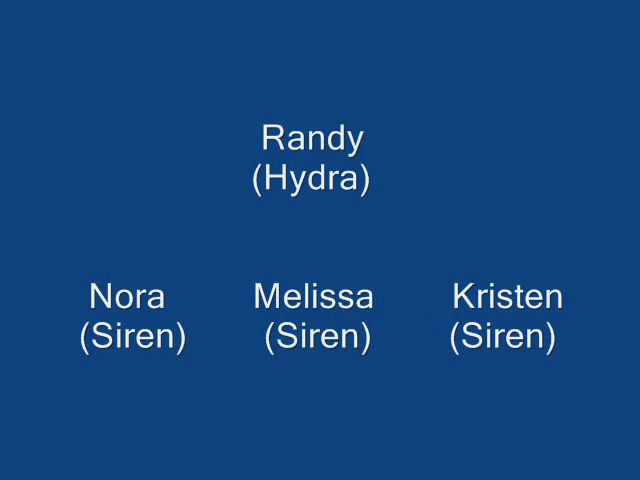 Randy
(Hydra)
Nora Melissa Kristen
(Siren) (Siren) (Siren)